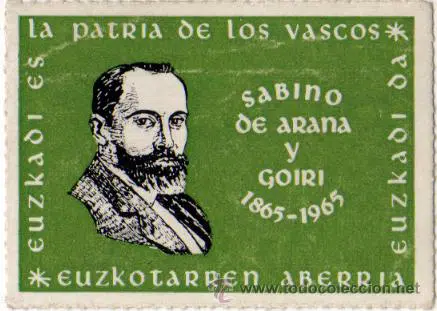 EUZKADI ES
LA PATRIA DE LOS VASCOS*
SABINO
DE ARANA
Y
GOIRI
1865-1965
EUZKADI DA
*EUZKOTARREN ABERRIA
www.todocoleccion.net